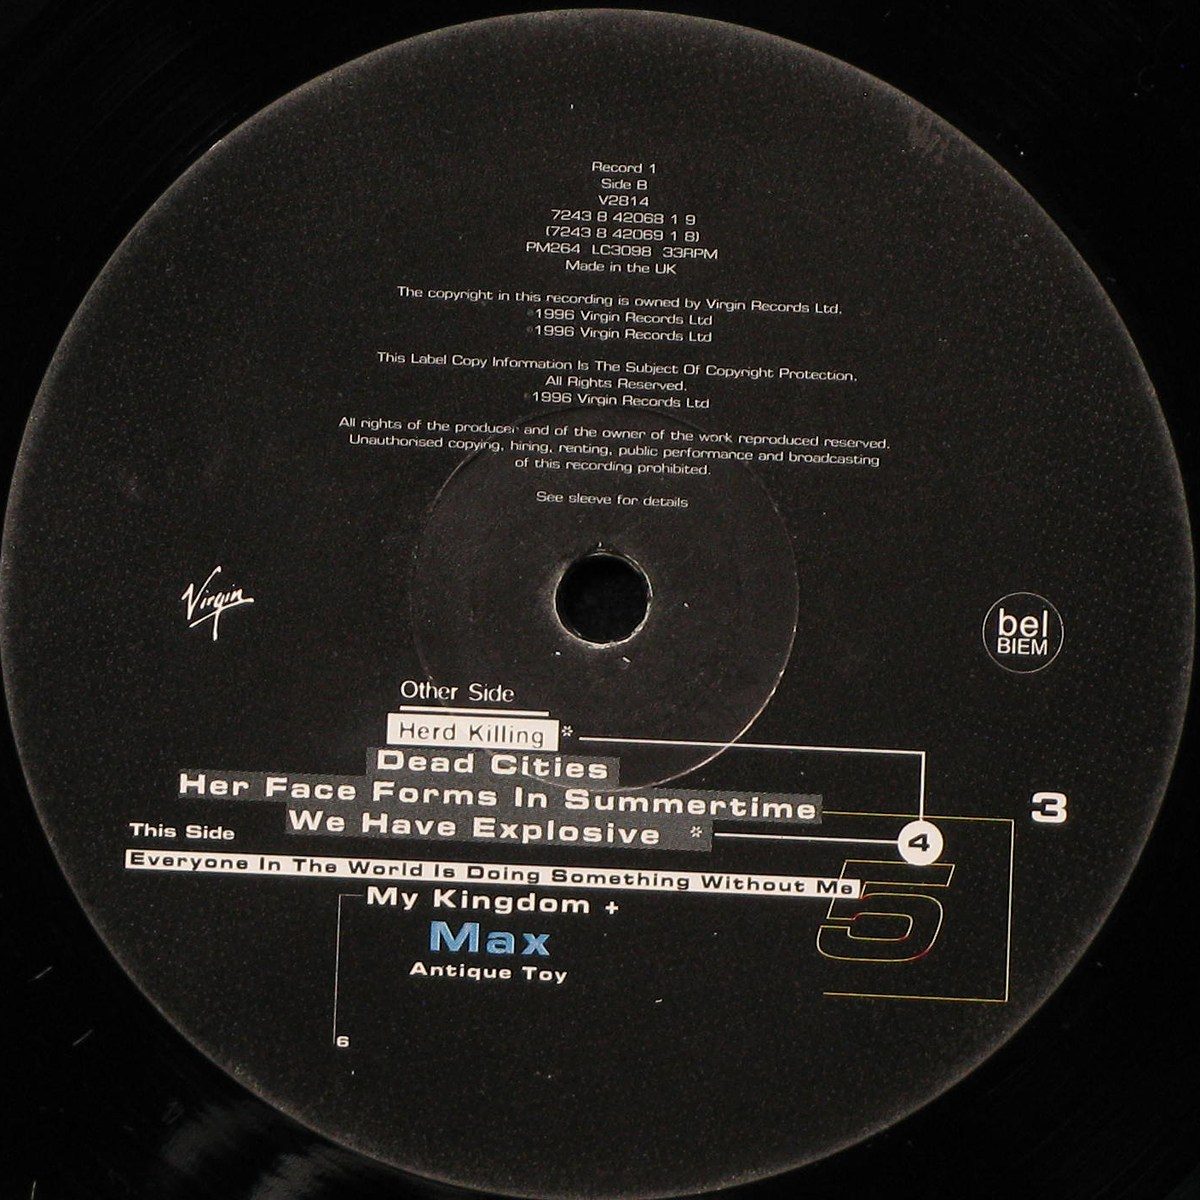 Record 1
Side B
V2814
7243 8 42068 1 9
(7243 8 42069 1 8)
PM264 LC3098 33RPM
Made in the UK
The copyright in this recording is owned by Virgin Records Ltd.
1996 Virgin Records Ltd
1996 Virgin Records Ltd
This Label Copy Information Is The Subject Of Copyright Protection.
All Rights Reserved.
1996 Virgin Records Ltd
All rights of the producer and of the owner of the work reproduced reserved.
Unauthorised copying, hiring, renting, public performance and broadcasting
of this recording prohibited.
See sleeve for details
Virgin
bel
BIEM
Other Side
Herd Killing *
Dead Cities
Her Face Forms In Summertime
3
We Have Explosive *
4
This Side
Everyone In The World Is Doing Something Without Me
5
My Kingdom +
Max
Antique Toy
6